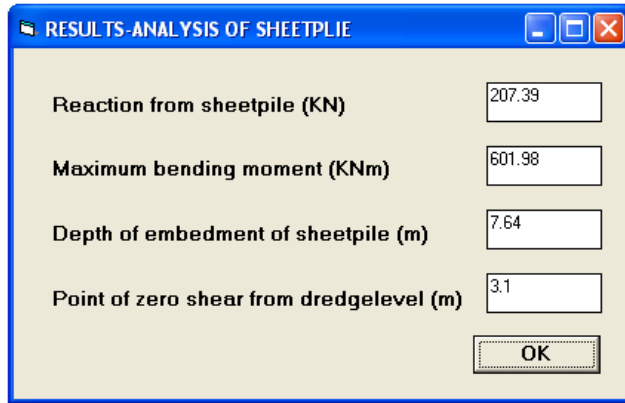 RESULTS-ANALYSIS OF SHEETPLIE
Reaction from sheetpile (KN) 207.39
Maximum bending moment (KNm) 601.98
Depth of embedment of sheetpile (m) 7.64
Point of zero shear from dredgelevel (m) 3.1
OK